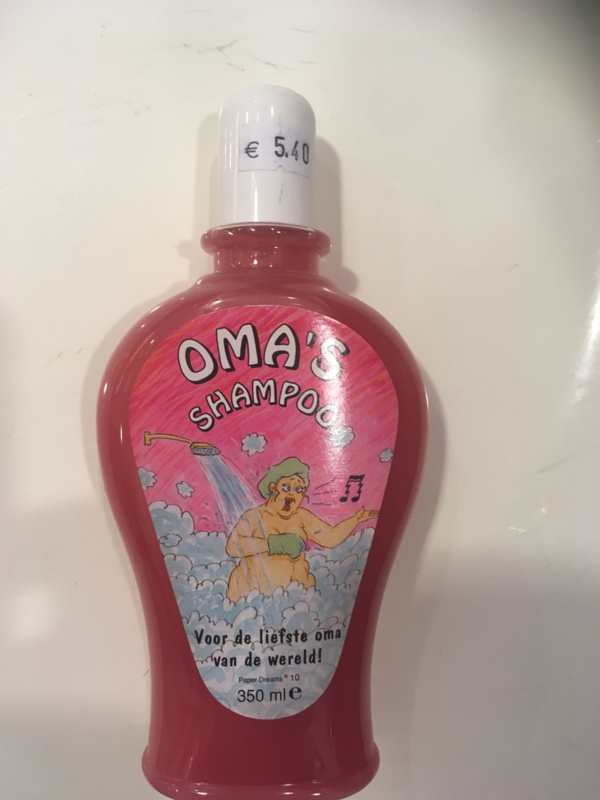 € 5.40
OMA'S
SHAMPOO
Voor de liefste oma
van de wereld!
Paper Dreams ® 10
350 ml e